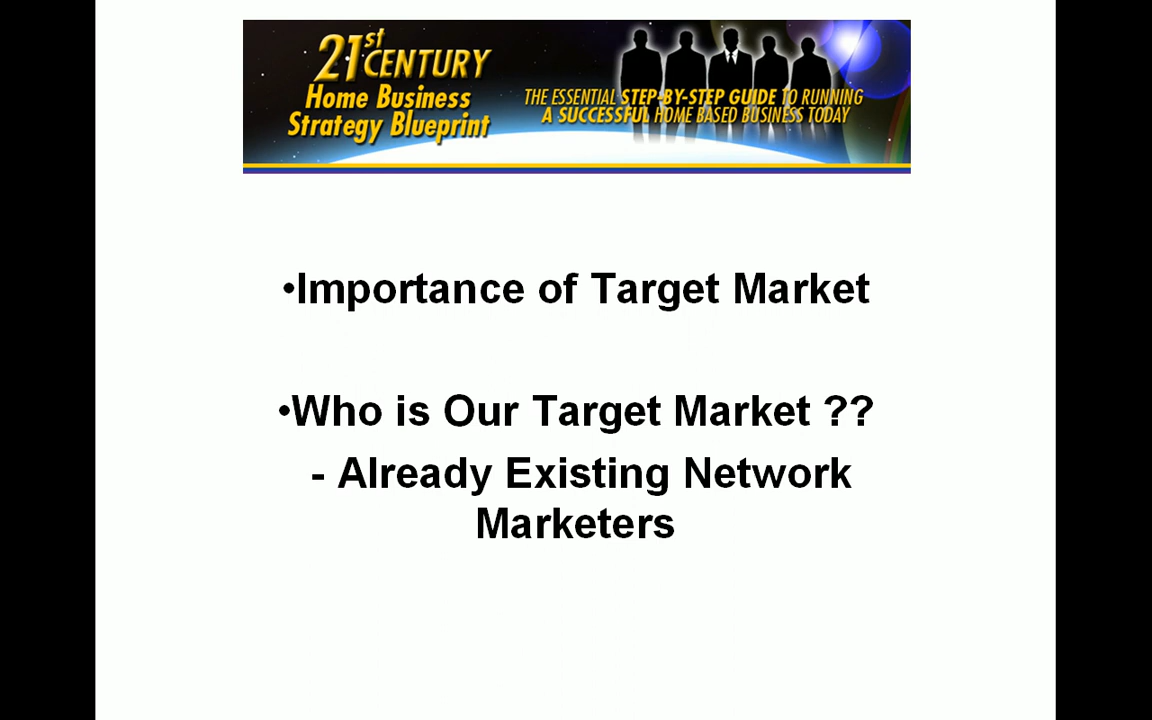 21st CENTURY
Home Business
Strategy Blueprint
THE ESSENTIAL STEP-BY-STEP GUIDE TO RUNNING
A SUCCESSFUL HOME BASED BUSINESS TODAY
•Importance of Target Market
•Who is Our Target Market ??
- Already Existing Network
Marketers